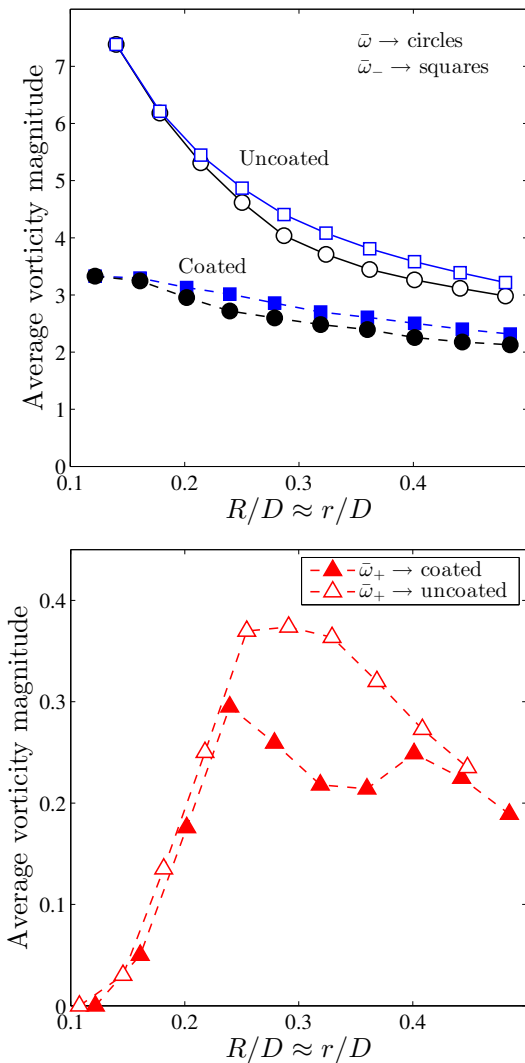 7
6
5
4
3
2
1
0
0.1
0.2
0.3
0.4
Average vorticity magnitude
R/D ≈ r/D
ω̄ → circles
ω̄₋ → squares
Uncoated
Coated
0.4
0.3
0.2
0.1
0
0.1
0.2
0.3
0.4
Average vorticity magnitude
R/D ≈ r/D
ω̄₊ → coated
ω̄₊ → uncoated